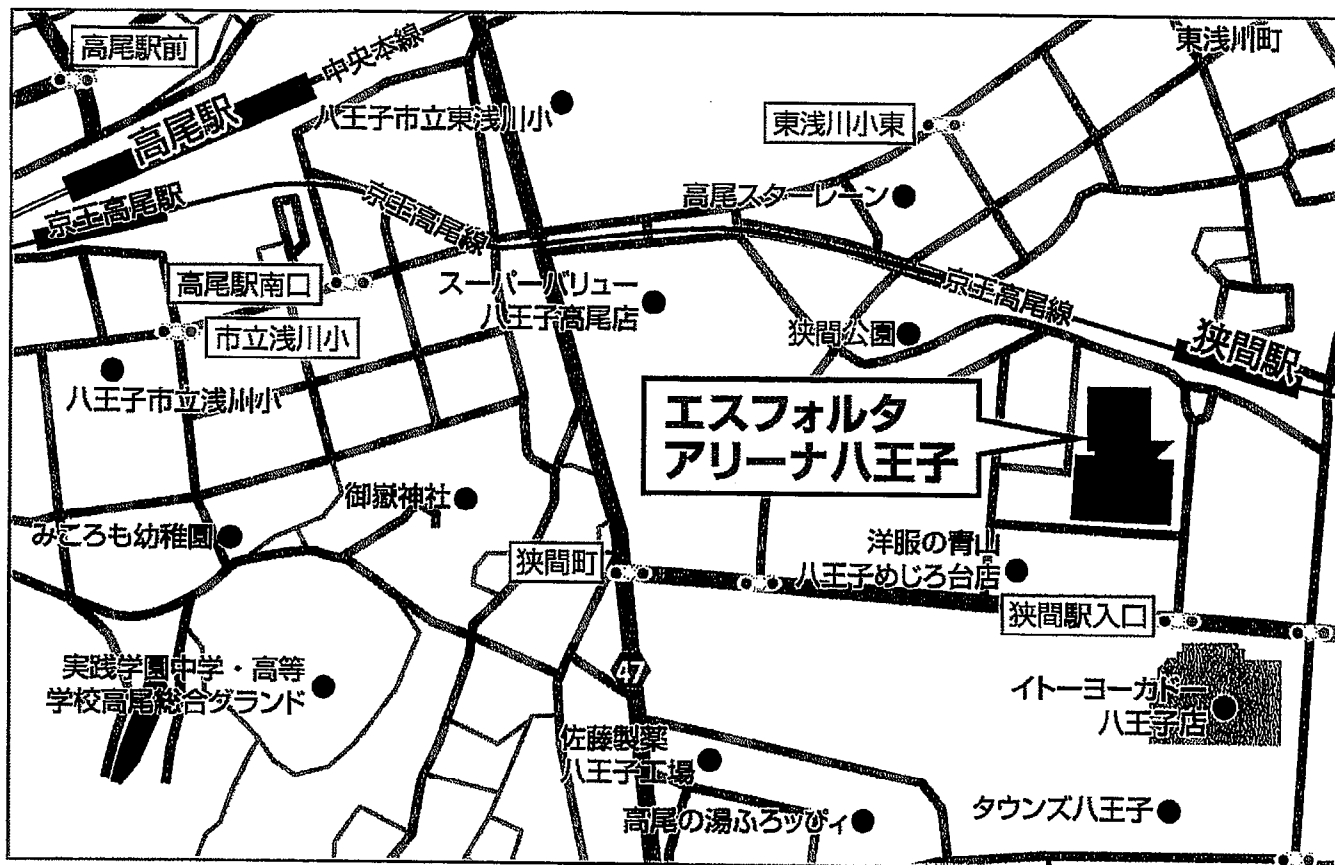 高尾駅前
中央本線
東浅川町
高尾駅
八王子市立東浅川小
東浅川小東
京王高尾駅
京王高尾線
高尾スターレーン
高尾駅南口
スーパーバリュー
八王子高尾店
京王高尾線
市立浅川小
狭間公園
狭間駅
八王子市立浅川小
エスフォルタ
アリーナ八王子
御嶽神社
みころも幼稚園
狭間町
洋服の青山
八王子めじろ台店
狭間駅入口
実践学園中学・高等
学校高尾総合グランド
47
イトーヨーカドー
八王子店
佐藤製薬
八王子工場
高尾の湯ふろッぴィ
タウンズ八王子